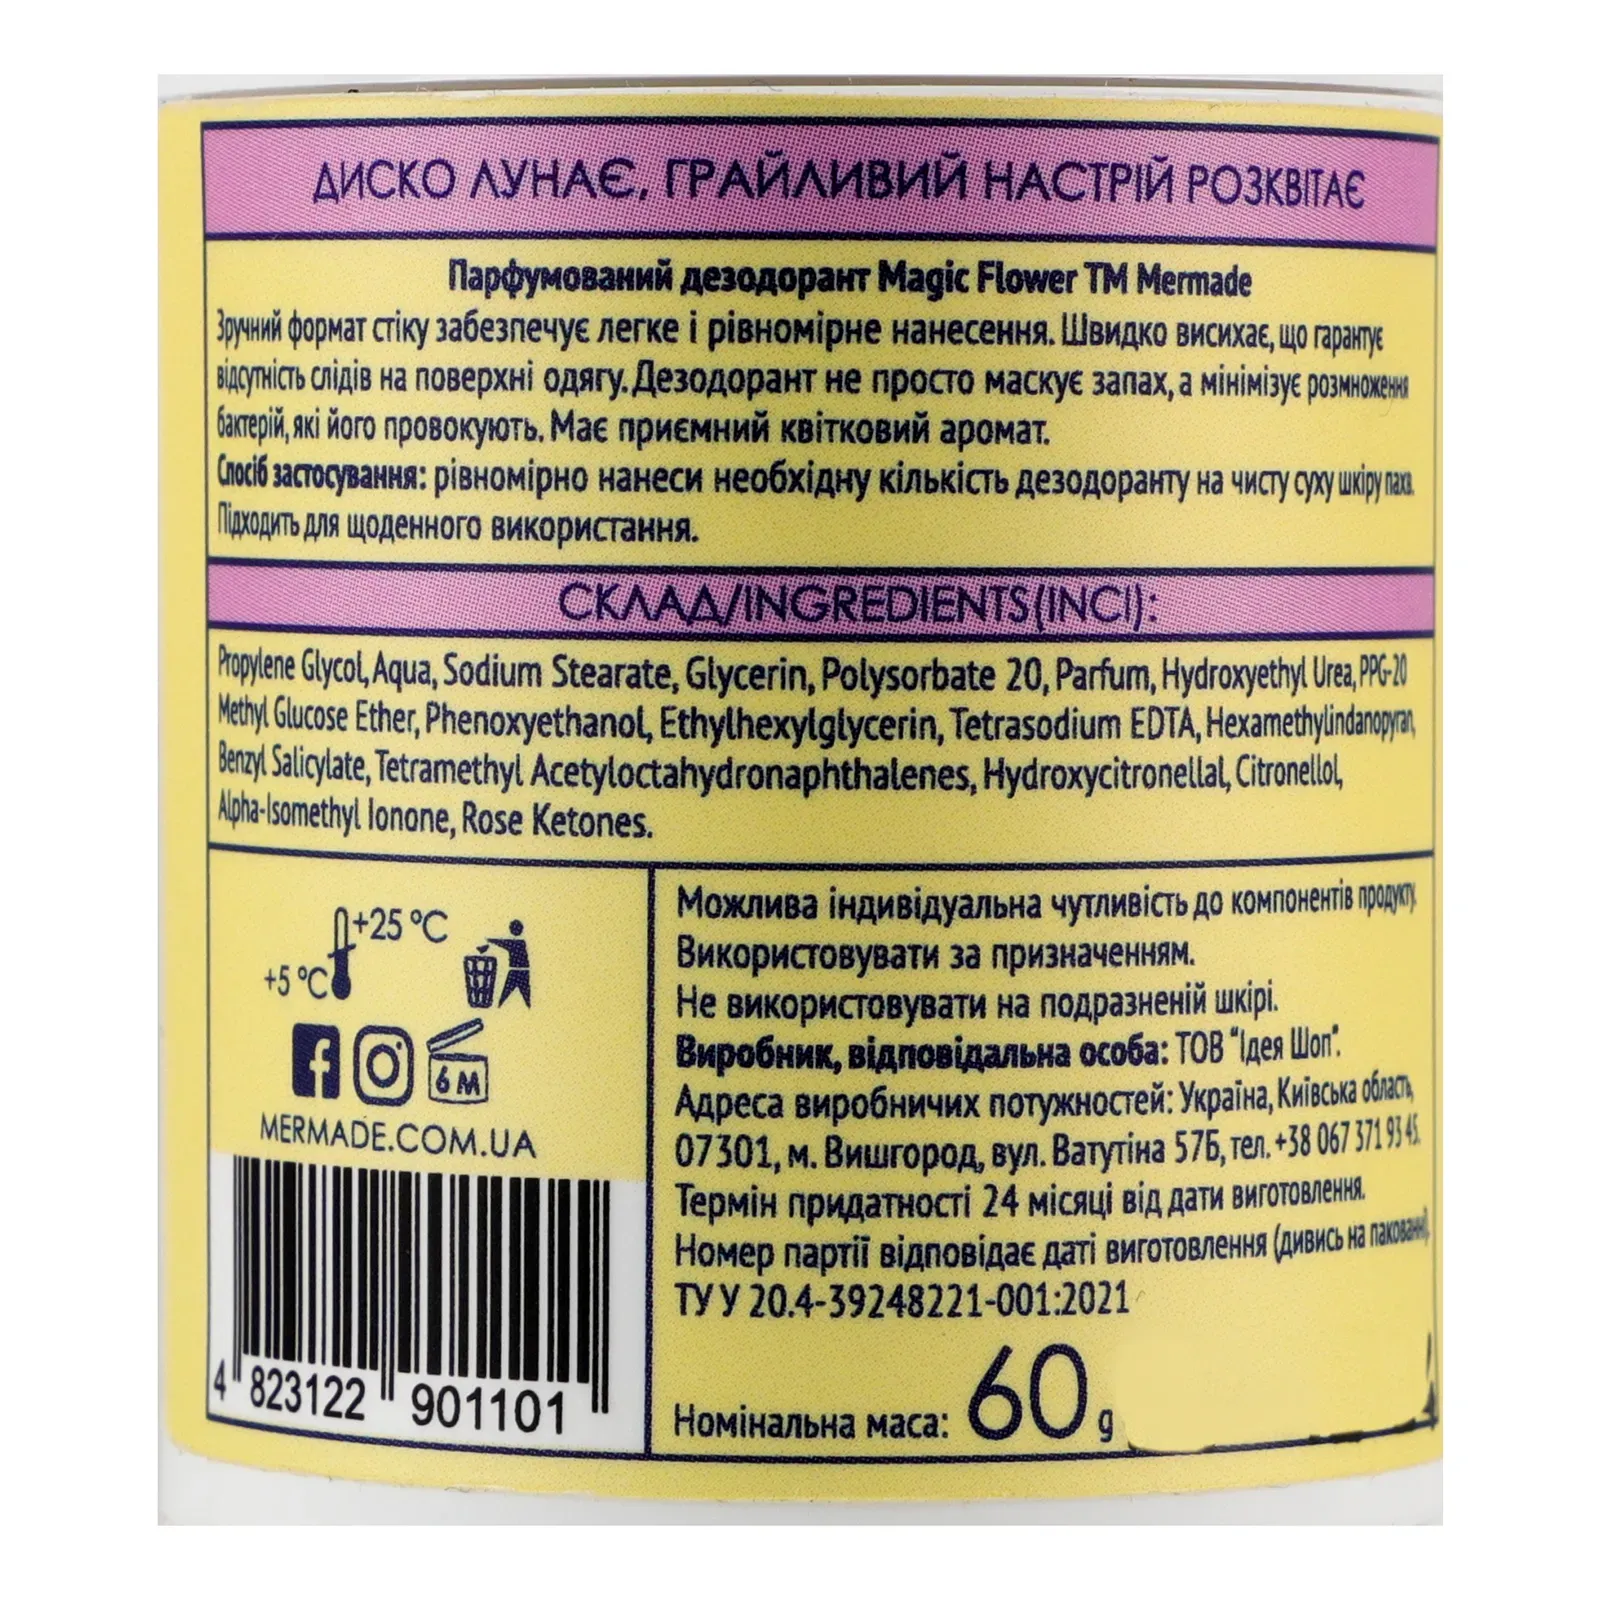 ДИСКО ЛУНАЄ, ГРАЙЛИВИЙ НАСТРІЙ РОЗКВІТАЄ
Парфумований дезодорант Magic Flower ТМ Mermade
Зручний формат стіку забезпечує легке і рівномірне нанесення. Швидко висихає, що гарантує
відсутність слідів на поверхні одягу. Дезодорант не просто маскує запах, а мінімізує розмноження
бактерій, які його провокують. Має приємний квітковий аромат.
Спосіб застосування: рівномірно нанеси необхідну кількість дезодоранту на чисту суху шкіру пахв.
Підходить для щоденного використання.
СКЛАД/INGREDIENTS(INCI):
Propylene Glycol, Aqua, Sodium Stearate, Glycerin, Polysorbate 20, Parfum, Hydroxyethyl Urea, PPG-20
Methyl Glucose Ether, Phenoxyethanol, Ethylhexylglycerin, Tetrasodium EDTA, Hexamethylindanopyran,
Benzyl Salicylate, Tetramethyl Acetyloctahydronaphthalenes, Hydroxycitronellal, Citronellol,
Alpha-Isomethyl Ionone, Rose Ketones.
+25 °C
+5 °C
6 M
MERMADE.COM.UA
4 823122 901101
Можлива індивідуальна чутливість до компонентів продукту.
Використовувати за призначенням.
Не використовувати на подразненій шкірі.
Виробник, відповідальна особа: ТОВ "Ідея Шоп".
Адреса виробничих потужностей: Україна, Київська область,
07301, м. Вишгород, вул. Ватутіна 57Б, тел. +38 067 371 93 45.
Термін придатності 24 місяці від дати виготовлення.
Номер партії відповідає даті виготовлення (дивись на пакованні).
ТУ У 20.4-39248221-001:2021
Номінальна маса: 60 g